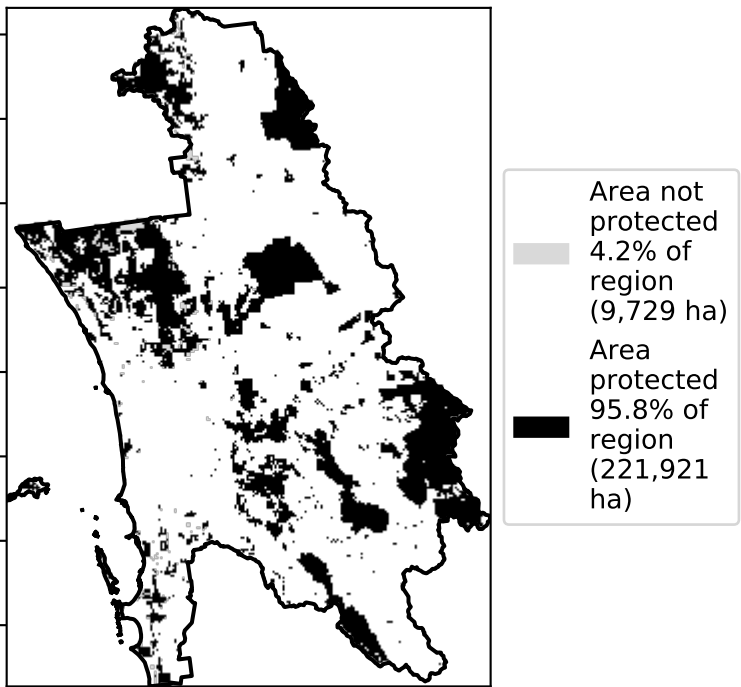 Area not
protected
4.2% of
region
(9,729 ha)
Area
protected
95.8% of
region
(221,921
ha)